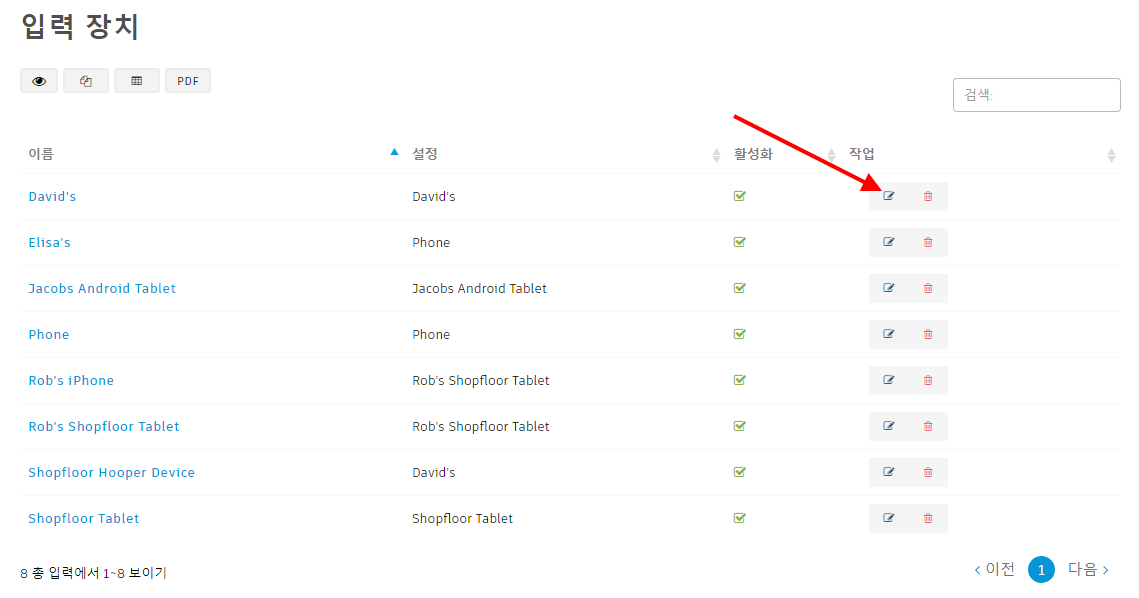 입력 장치
PDF
검색:
이름 설정 활성화 작업
David's David's
Elisa's Phone
Jacobs Android Tablet Jacobs Android Tablet
Phone Phone
Rob's iPhone Rob's Shopfloor Tablet
Rob's Shopfloor Tablet Rob's Shopfloor Tablet
Shopfloor Hooper Device David's
Shopfloor Tablet Shopfloor Tablet
8 총 입력에서 1~8 보이기
‹ 이전 1 다음 ›